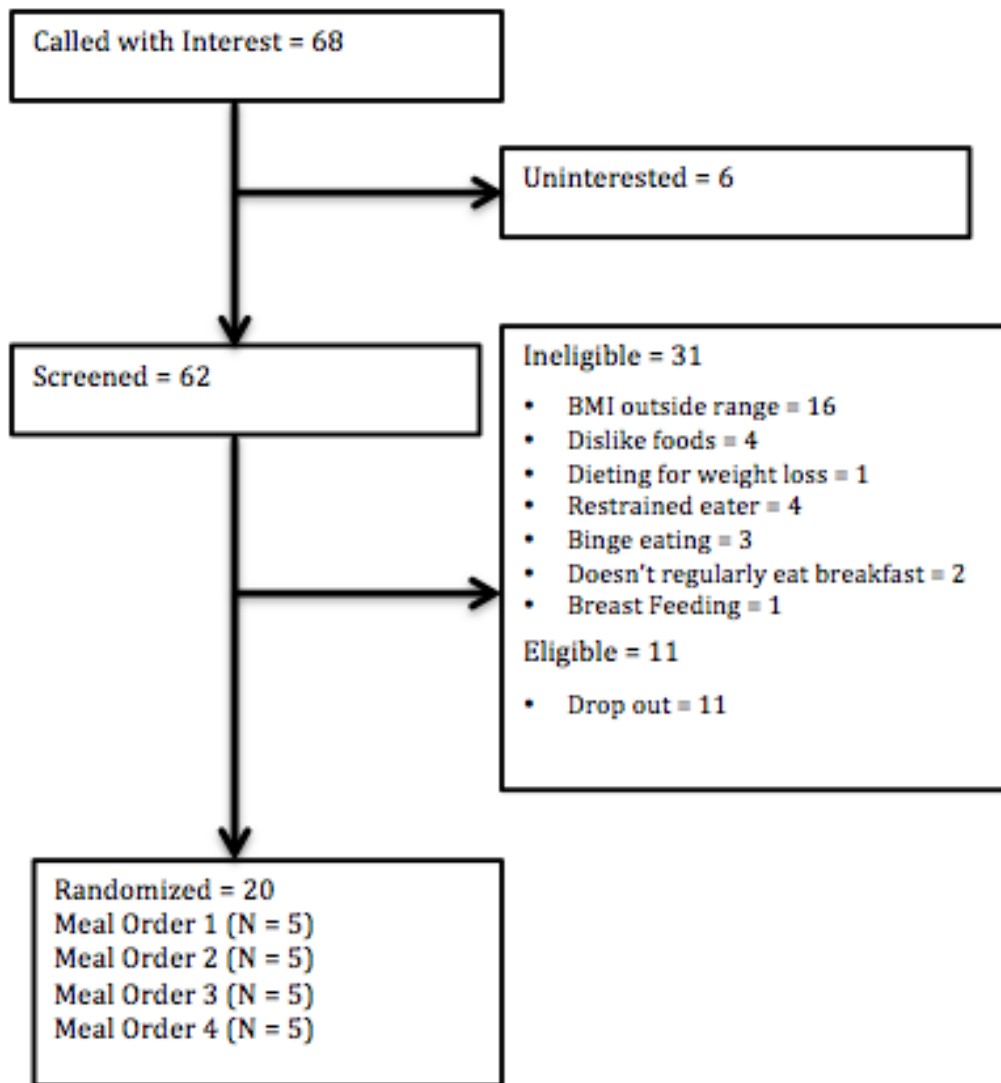 Called with Interest = 68
Uninterested = 6
Screened = 62
Ineligible = 31
• BMI outside range = 16
• Dislike foods = 4
• Dieting for weight loss = 1
• Restrained eater = 4
• Binge eating = 3
• Doesn't regularly eat breakfast = 2
• Breast Feeding = 1
Eligible = 11
• Drop out = 11
Randomized = 20
Meal Order 1 (N = 5)
Meal Order 2 (N = 5)
Meal Order 3 (N = 5)
Meal Order 4 (N = 5)